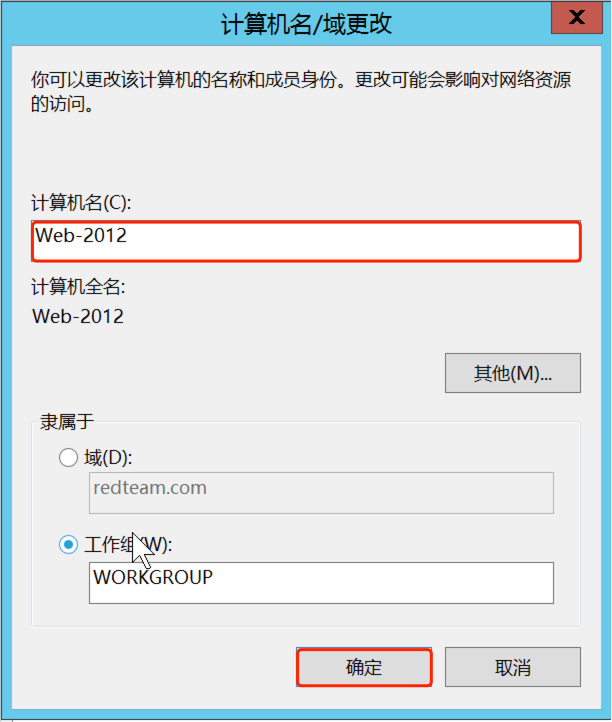 计算机名/域更改
你可以更改该计算机的名称和成员身份。更改可能会影响对网络资源
的访问。
计算机名(C):
Web-2012
计算机全名:
Web-2012
其他(M)...
隶属于
域(D):
redteam.com
工作组(W):
WORKGROUP
确定
取消